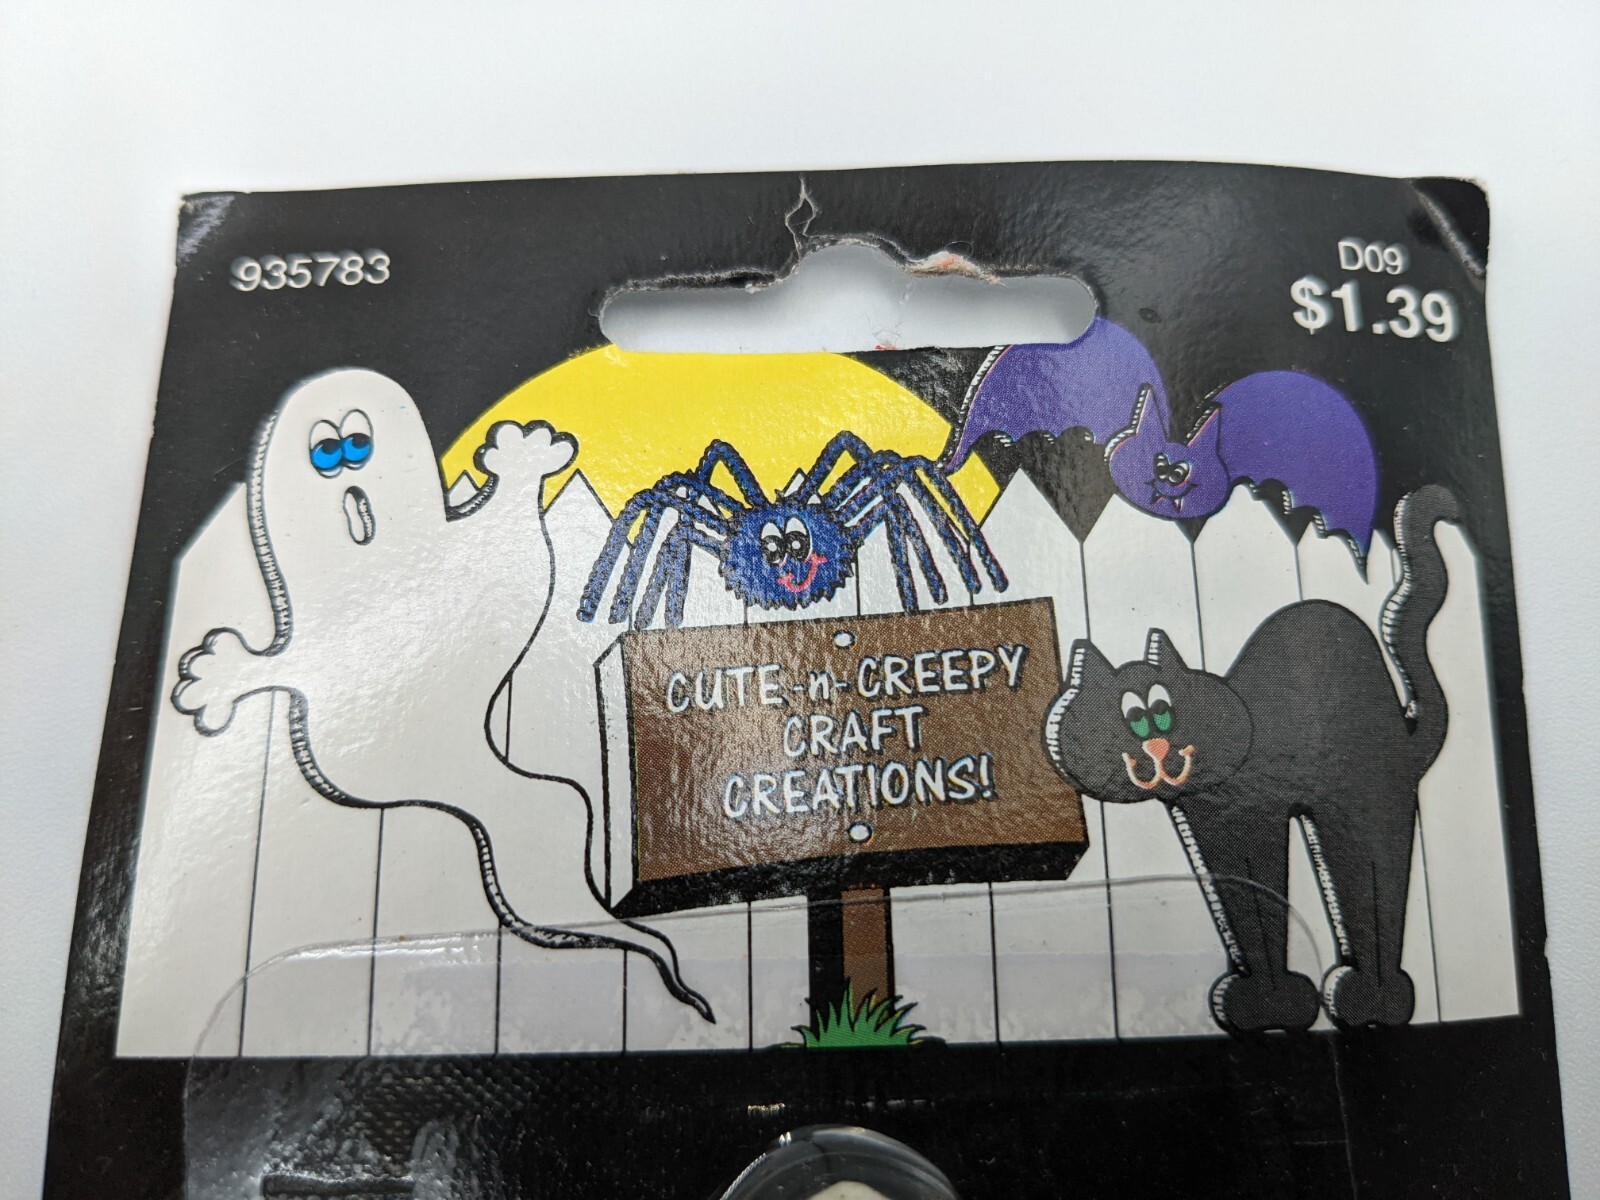 935783
D09
$1.39
CUTE-n-CREEPY
CRAFT
CREATIONS!